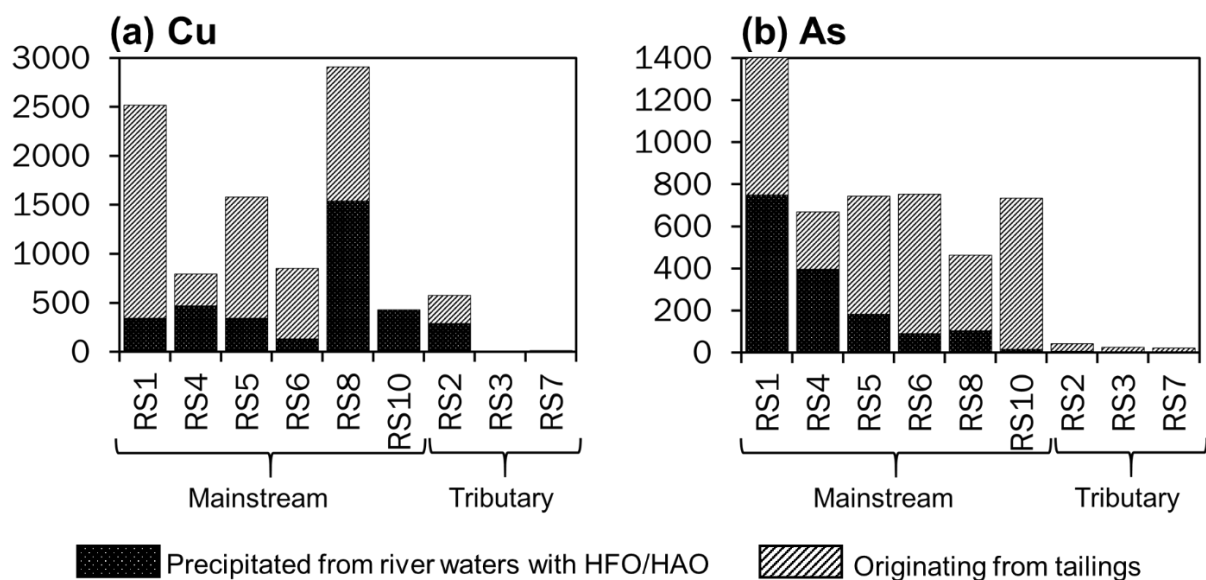 (a) Cu
3000
2500
2000
1500
1000
500
0
RS1
RS4
RS5
RS6
RS8
RS10
RS2
RS3
RS7
Mainstream
Tributary
(b) As
1400
1200
1000
800
600
400
200
0
RS1
RS4
RS5
RS6
RS8
RS10
RS2
RS3
RS7
Mainstream
Tributary
Precipitated from river waters with HFO/HAO
Originating from tailings